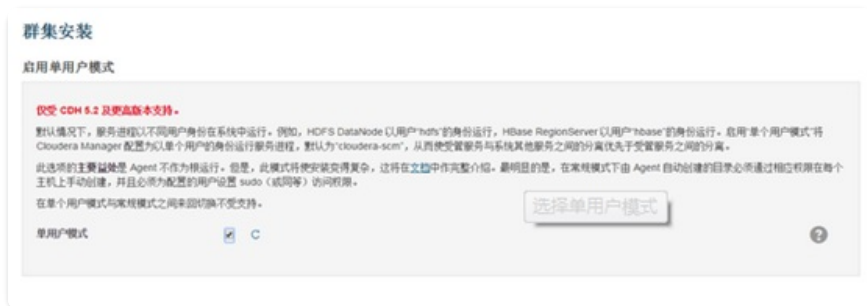 群集安装
启用单用户模式
仅受 CDH 5.2 及更高版本支持。
默认情况下，服务进程以不同用户身份在系统中运行。例如，HDFS DataNode 以用户"hdfs"的身份运行，HBase RegionServer 以用户"hbase"的身份运行。启用"单个用户模式"将
Cloudera Manager 配置为以单个用户的身份运行服务进程，默认为"cloudera-scm"，从而使受管服务与系统其他服务之间的分离优先于受管服务之间的分离。
此选项的主要益处是 Agent 不作为根运行。但是，此模式将使安装变得复杂，这将在文档中作完整介绍。最明显的是，在常规模式下由 Agent 自动创建的目录必须通过相应权限在每个
主机上手动创建，并且必须为配置的用户设置 sudo（或同等）访问权限。
在单个用户模式与常规模式之间来回切换不受支持。
选择单用户模式
单用户模式